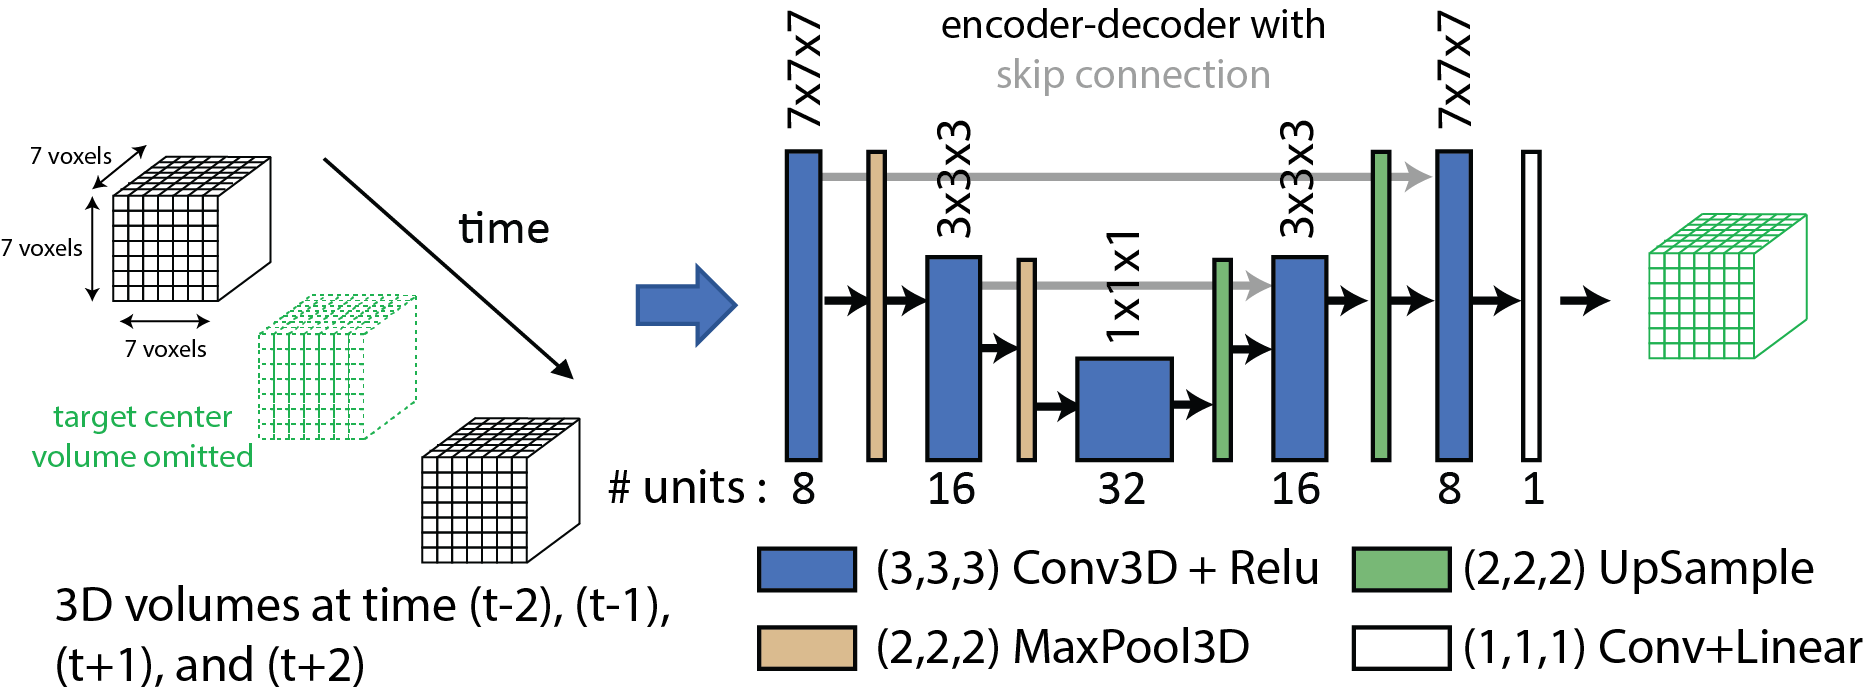 encoder-decoder with
skip connection
7x7x7
3x3x3
1x1x1
3x3x3
7x7x7
7 voxels
7 voxels
7 voxels
time
target center
volume omitted
# units : 8 16 32 16 8 1
3D volumes at time (t-2), (t-1),
(t+1), and (t+2)
(3,3,3) Conv3D + Relu
(2,2,2) UpSample
(2,2,2) MaxPool3D
(1,1,1) Conv+Linear